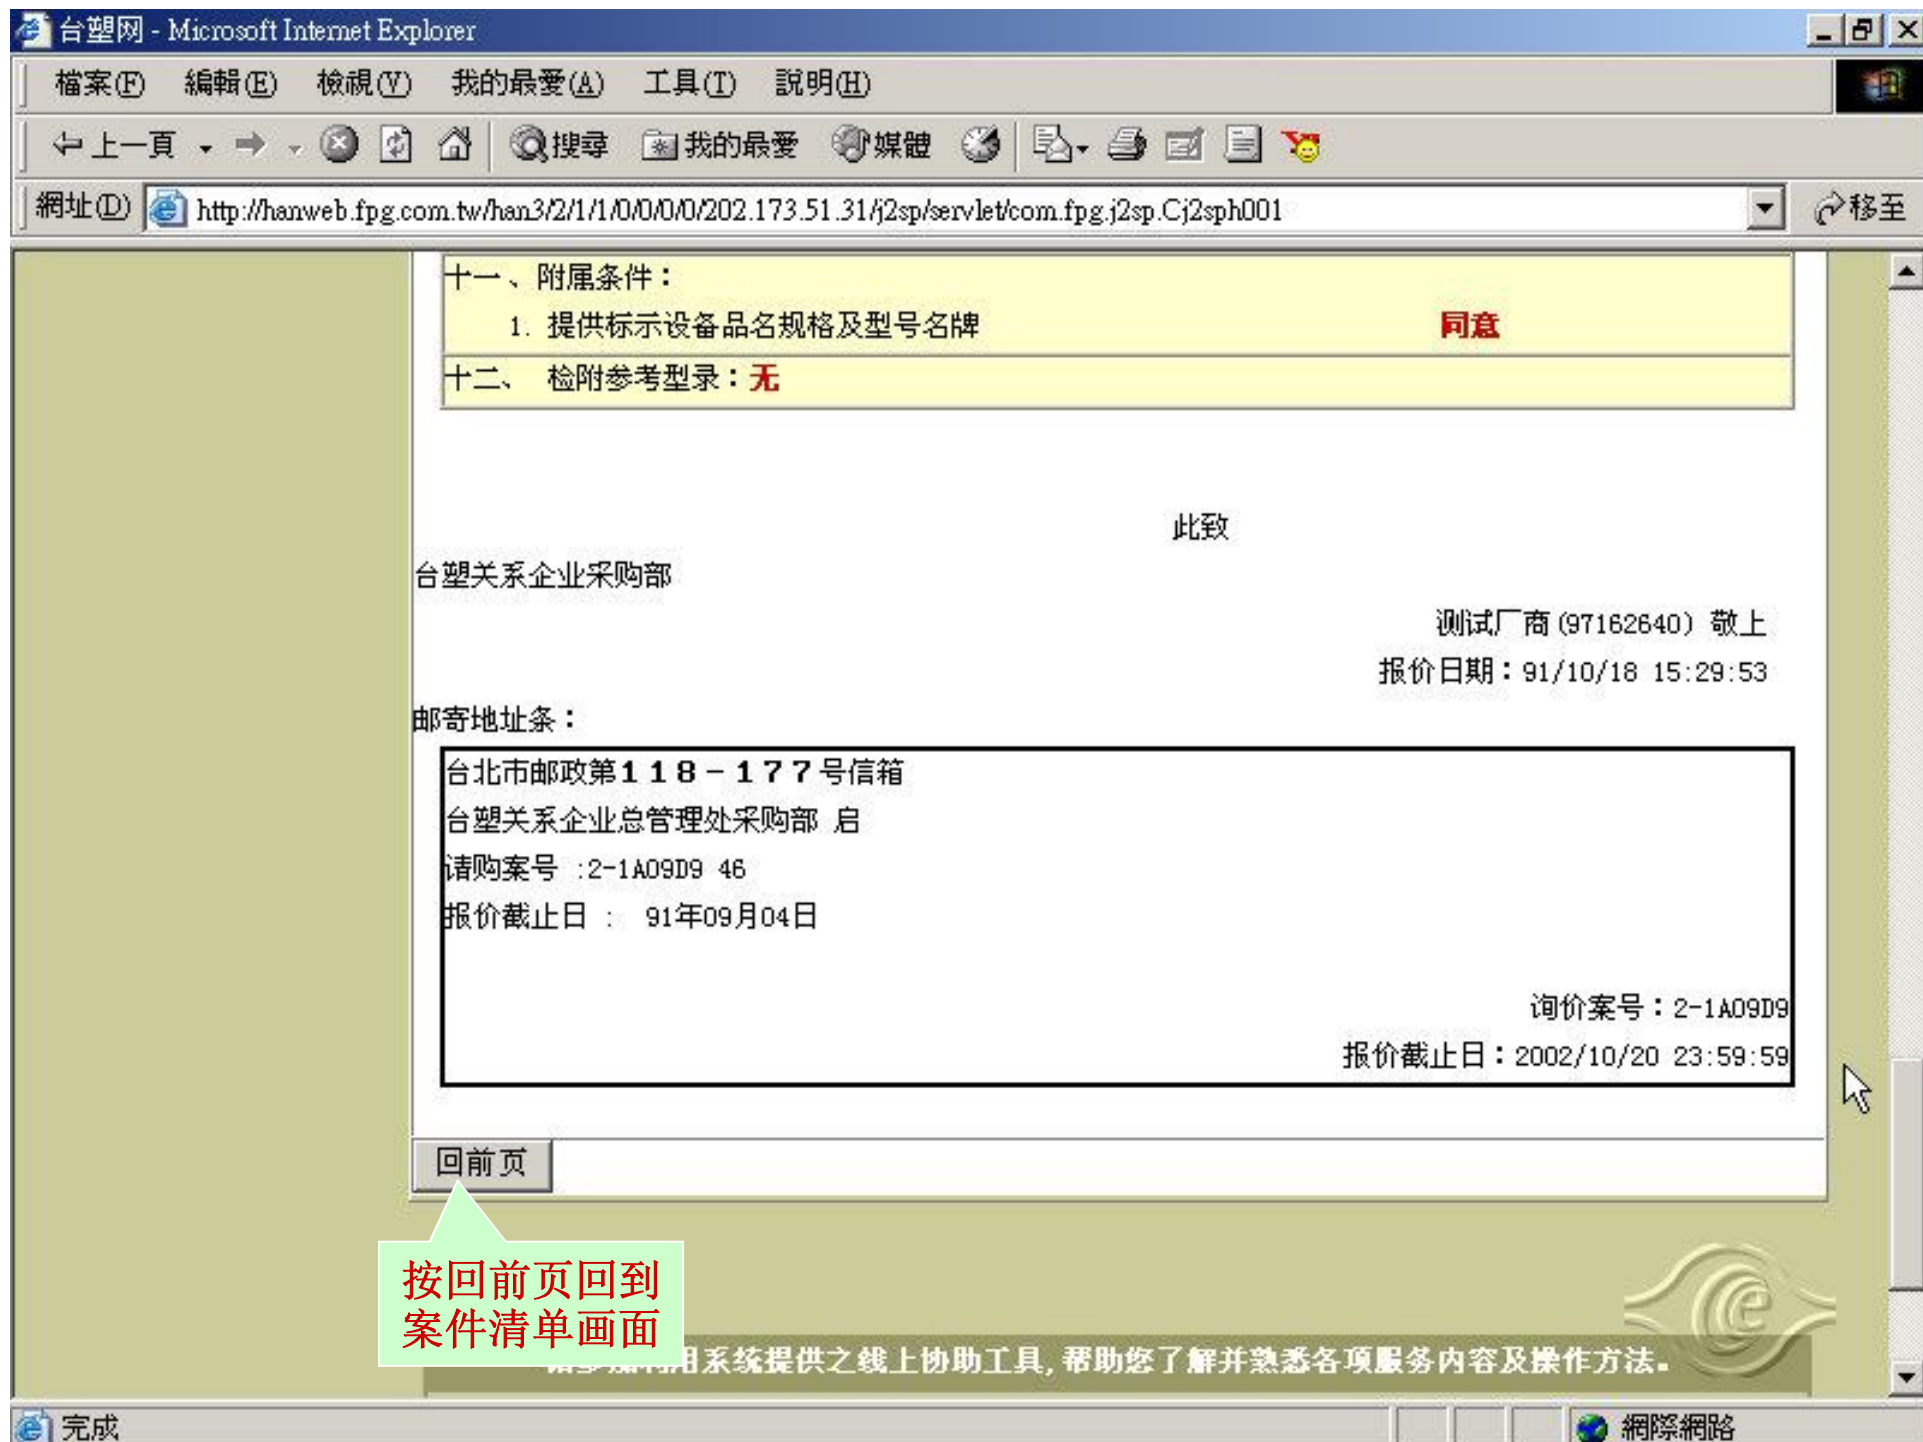 台塑网 - Microsoft Internet Explorer
檔案(F) 編輯(E) 檢視(V) 我的最愛(A) 工具(T) 說明(H)
上一頁 搜尋 我的最愛 媒體
網址(D) http://hanweb.fpg.com.tw/han3/2/1/1/0/0/0/0/202.173.51.31/j2sp/servlet/com.fpg.j2sp.Cj2sph001 移至
十一、附属条件：
1. 提供标示设备品名规格及型号名牌 同意
十二、 检附参考型录：无
此致
台塑关系企业采购部
测试厂商(97162640) 敬上
报价日期：91/10/18 15:29:53
邮寄地址条：
台北市邮政第１１８－１７７号信箱
台塑关系企业总管理处采购部 启
请购案号 :2-1A09D9 46
报价截止日 : 91年09月04日
询价案号：2-1A09D9
报价截止日：2002/10/20 23:59:59
回前页
按回前页回到
案件清单画面
用系统提供之线上协助工具, 帮助您了解并熟悉各项服务内容及操作方法。
完成 網際網路